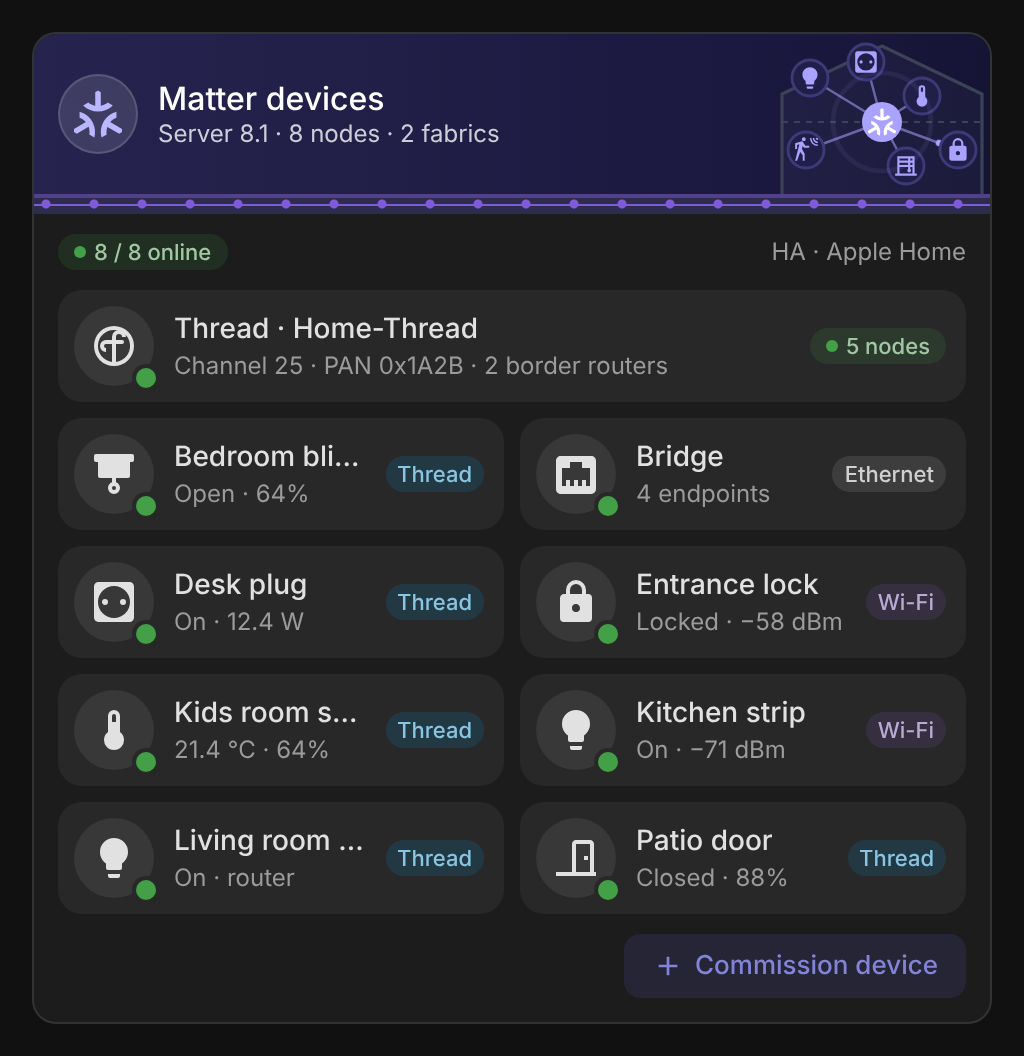 Matter devices
Server 8.1 · 8 nodes · 2 fabrics
8 / 8 online
HA · Apple Home
Thread · Home-Thread
Channel 25 · PAN 0x1A2B · 2 border routers
5 nodes
Bedroom bli...
Open · 64%
Thread
Bridge
4 endpoints
Ethernet
Desk plug
On · 12.4 W
Thread
Entrance lock
Locked · −58 dBm
Wi-Fi
Kids room s...
21.4 °C · 64%
Thread
Kitchen strip
On · −71 dBm
Wi-Fi
Living room ...
On · router
Thread
Patio door
Closed · 88%
Thread
+ Commission device